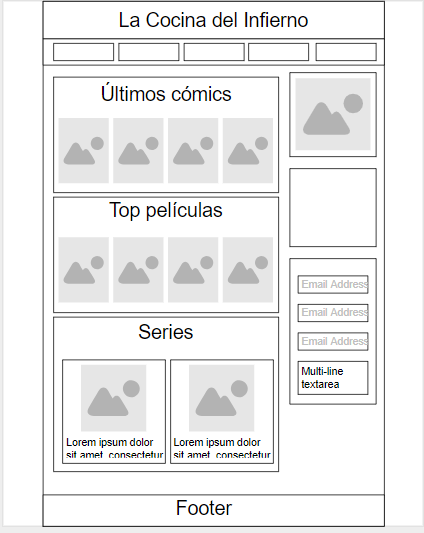 La Cocina del Infierno
Últimos cómics
Top películas
Series
Lorem ipsum dolor
sit amet, consectetur
Lorem ipsum dolor
sit amet, consectetur
Email Address
Email Address
Email Address
Multi-line
textarea
Footer